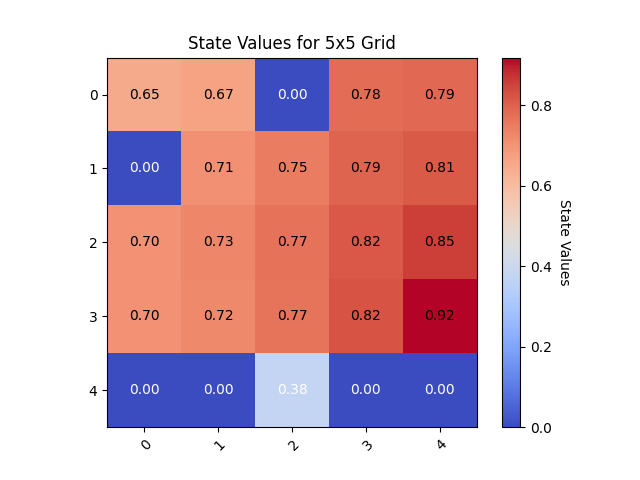 State Values for 5x5 Grid
0 0.65 0.67 0.00 0.78 0.79
1 0.00 0.71 0.75 0.79 0.81
2 0.70 0.73 0.77 0.82 0.85
3 0.70 0.72 0.77 0.82 0.92
4 0.00 0.00 0.38 0.00 0.00
0 1 2 3 4
0.8
0.6
0.4
0.2
0.0
State Values